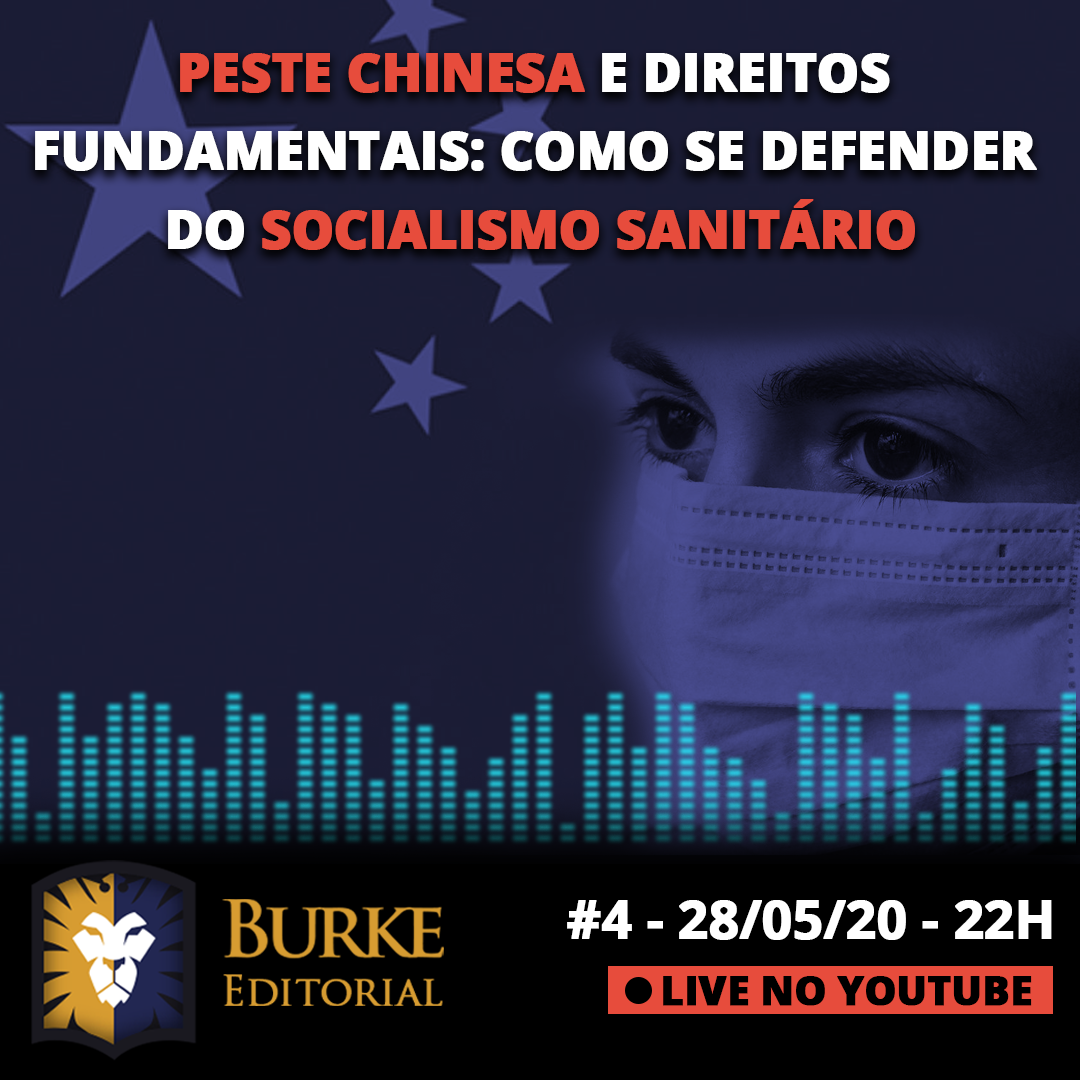 PESTE CHINESA E DIREITOS
FUNDAMENTAIS: COMO SE DEFENDER
DO SOCIALISMO SANITÁRIO
BURKE
EDITORIAL
#4 - 28/05/20 - 22H
LIVE NO YOUTUBE